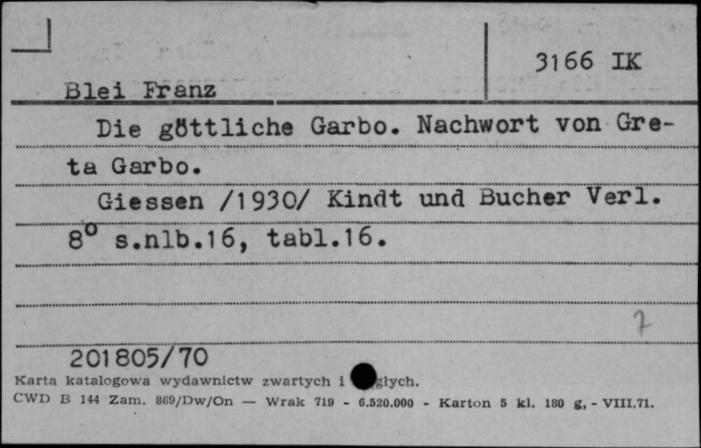 3166 IK
Blei Franz
Die göttliche Garbo. Nachwort von Gre-
ta Garbo.
Giessen /1930/ Kindt und Bucher Verl.
8° s.nlb.16, tabl.16.
7
201805/70
Karta katalogowa wydawnictw zwartych i głych.
CWD B 144 Zam. 869/Dw/On — Wrak 719 - 6.520.000 - Karton 5 kl. 180 g. - VIII.71.